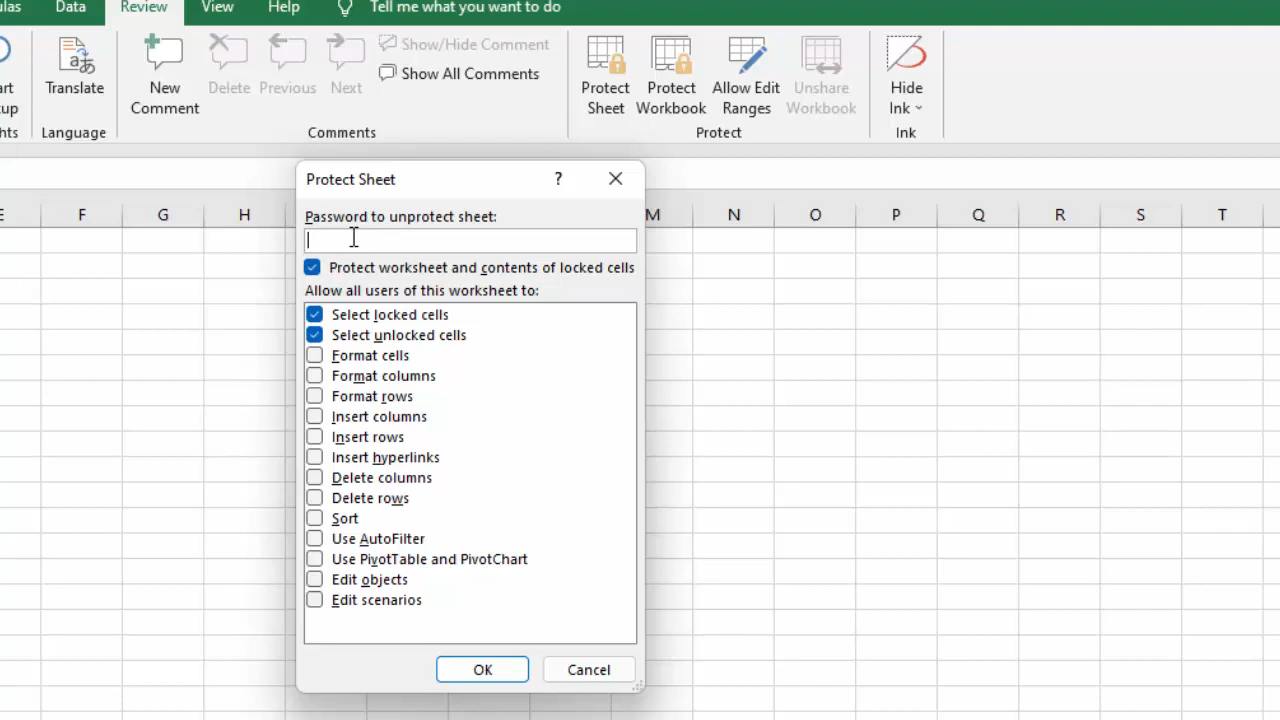 ulas Data Review View Help Tell me what you want to do
Translate
New Comment
Delete
Previous
Next
Show/Hide Comment
Show All Comments
Protect Sheet
Protect Workbook
Allow Edit Ranges
Unshare Workbook
Hide Ink
art
up
hts Language Comments Protect Ink
Protect Sheet ? 
E F G H M N O P Q R S T
Password to unprotect sheet:
Protect worksheet and contents of locked cells
Allow all users of this worksheet to:
Select locked cells
Select unlocked cells
Format cells
Format columns
Format rows
Insert columns
Insert rows
Insert hyperlinks
Delete columns
Delete rows
Sort
Use AutoFilter
Use PivotTable and PivotChart
Edit objects
Edit scenarios
OK Cancel